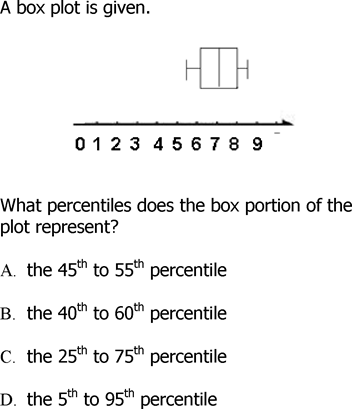 A box plot is given.
0 1 2 3 4 5 6 7 8 9
What percentiles does the box portion of the
plot represent?
A. the 45th to 55th percentile
B. the 40th to 60th percentile
C. the 25th to 75th percentile
D. the 5th to 95th percentile